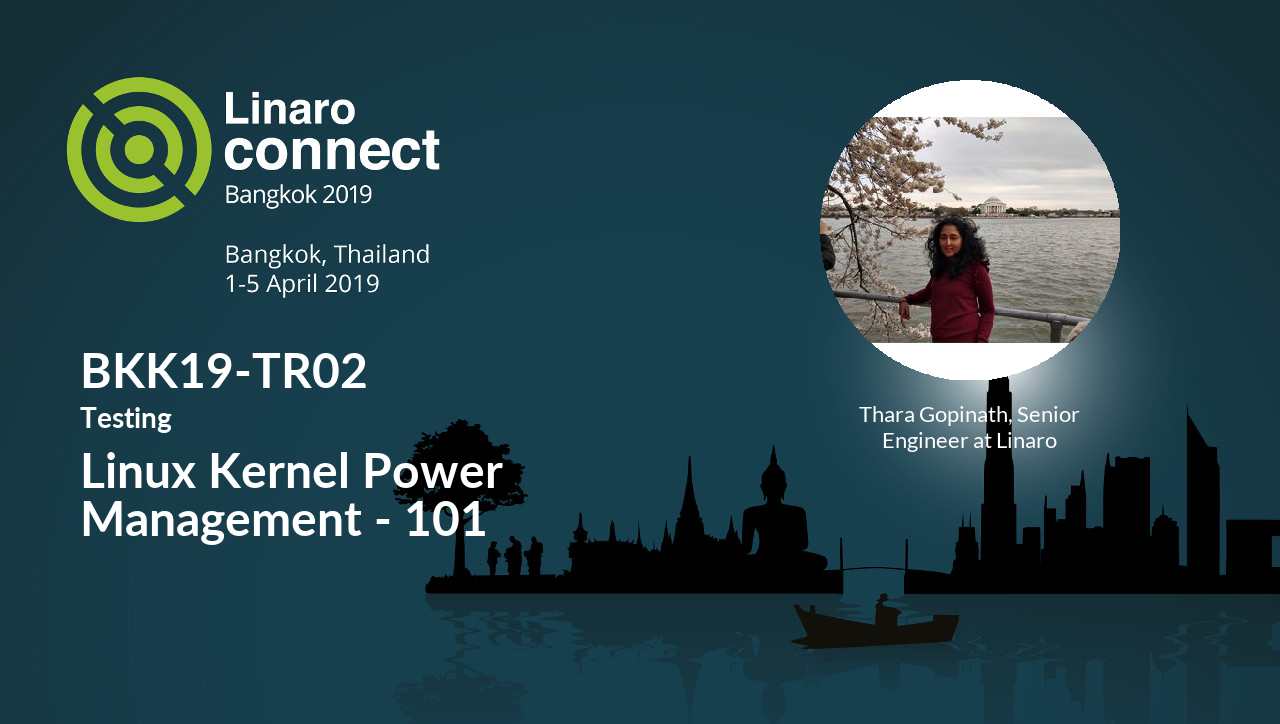 Linaro
connect
Bangkok 2019
Bangkok, Thailand
1-5 April 2019
BKK19-TR02
Testing
Linux Kernel Power
Management - 101
Thara Gopinath, Senior
Engineer at Linaro